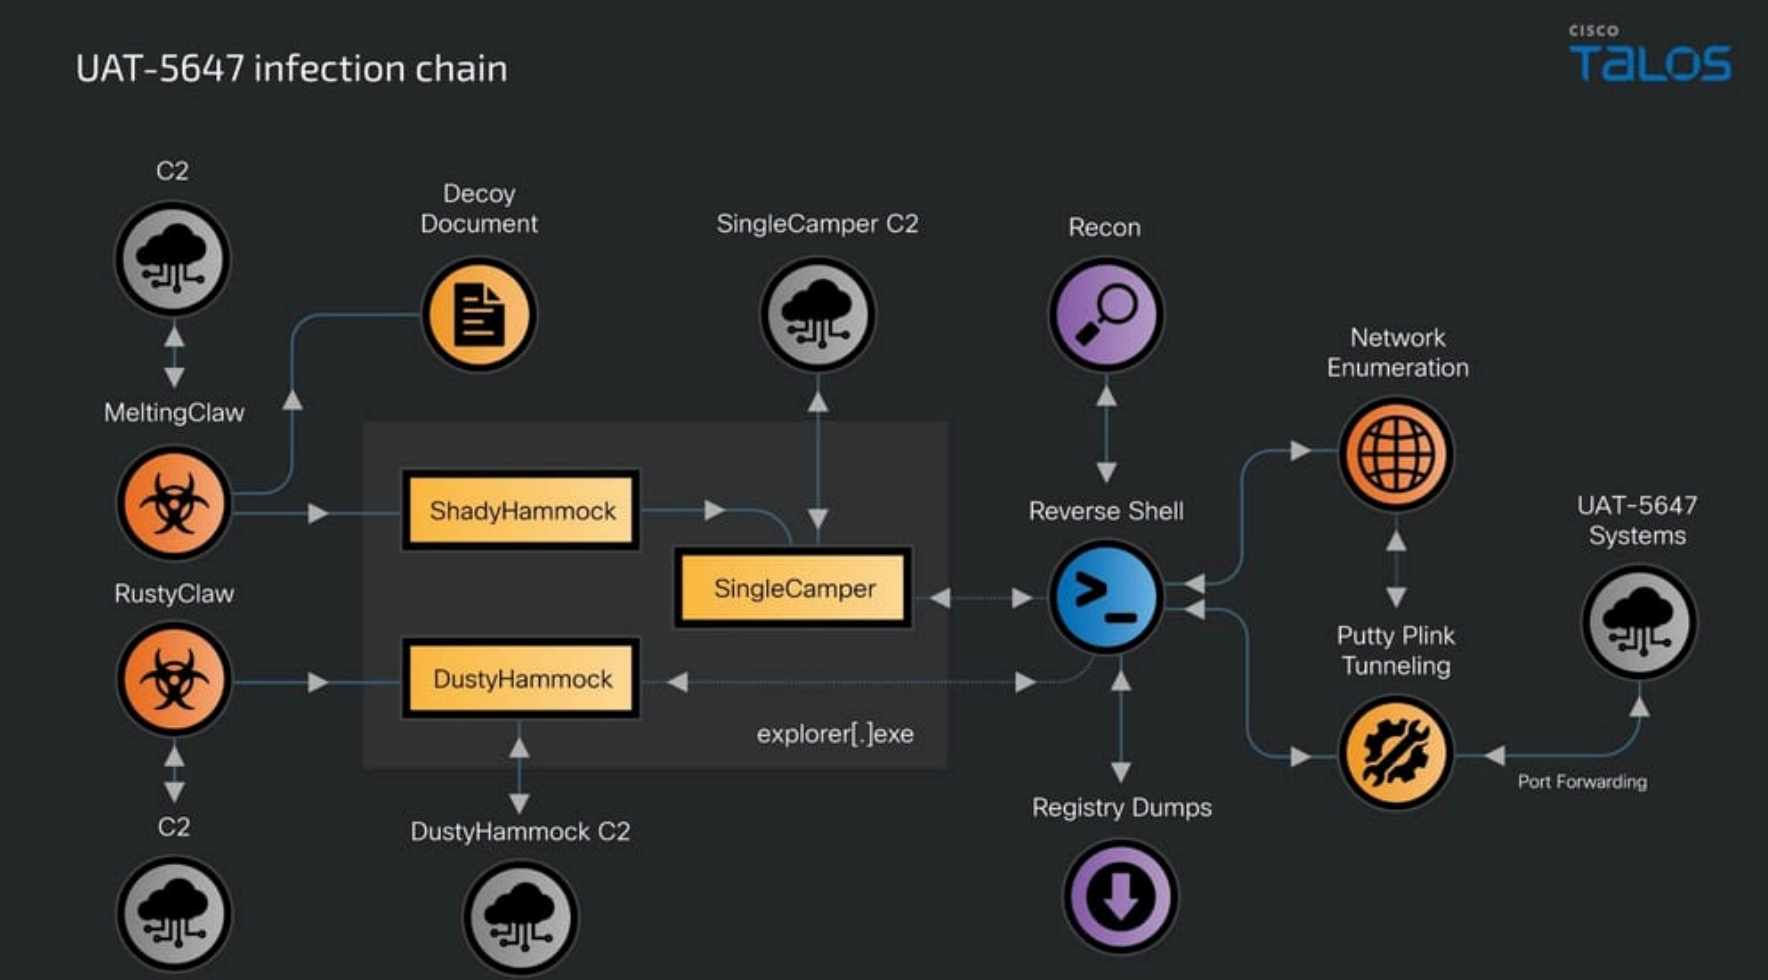 CISCO
TALOS
UAT-5647 infection chain
C2
Decoy
Document
SingleCamper C2
Recon
Network
Enumeration
MeltingClaw
ShadyHammock
Reverse Shell
UAT-5647
Systems
RustyClaw
SingleCamper
>_
Putty Plink
Tunneling
DustyHammock
explorer[.]exe
Port Forwarding
C2
DustyHammock C2
Registry Dumps